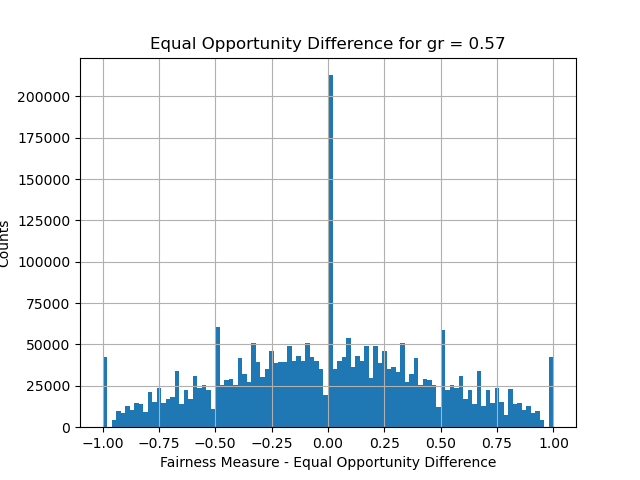 Equal Opportunity Difference for gr = 0.57
200000
175000
150000
125000
100000
75000
50000
25000
0
Counts
−1.00 −0.75 −0.50 −0.25 0.00 0.25 0.50 0.75 1.00
Fairness Measure - Equal Opportunity Difference